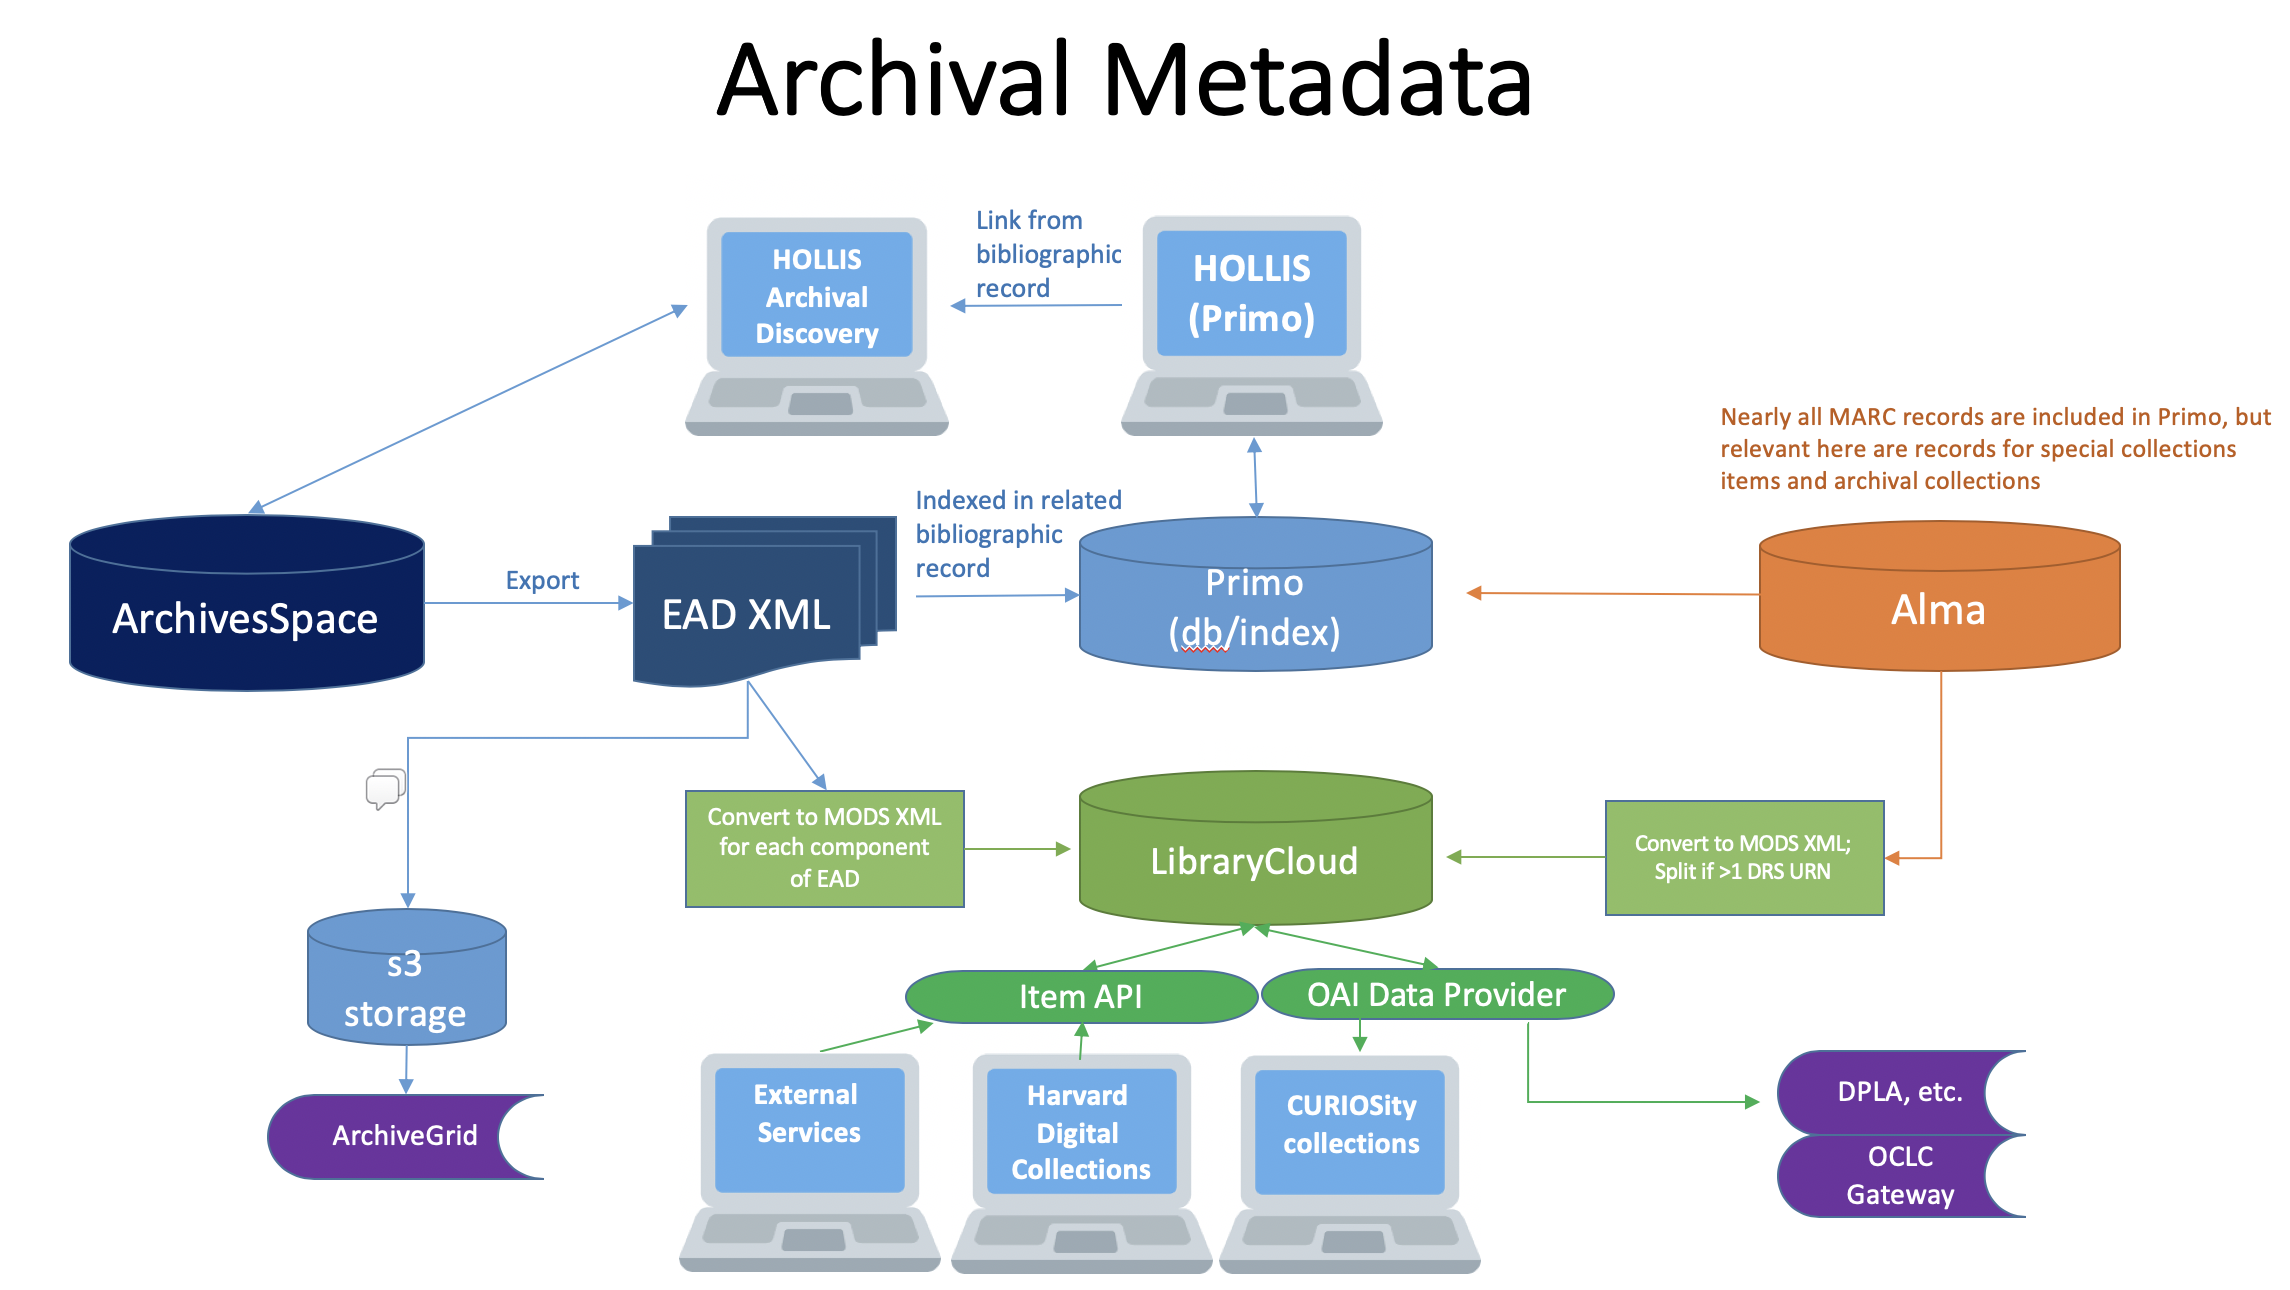 Archival Metadata
HOLLIS
Archival
Discovery
Link from
bibliographic
record
HOLLIS
(Primo)
Nearly all MARC records are included in Primo, but
relevant here are records for special collections
items and archival collections
ArchivesSpace
Export
EAD XML
Indexed in related
bibliographic
record
Primo
(db/index)
Alma
Convert to MODS XML
for each component
of EAD
LibraryCloud
Convert to MODS XML;
Split if >1 DRS URN
s3
storage
Item API
OAI Data Provider
ArchiveGrid
External
Services
Harvard
Digital
Collections
CURIOSity
collections
DPLA, etc.
OCLC
Gateway